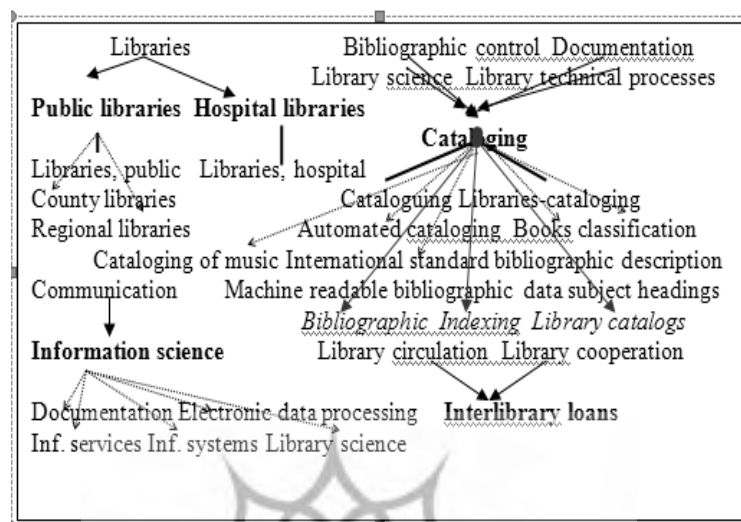 Libraries Bibliographic control Documentation
Library science Library technical processes
Public libraries Hospital libraries
Cataloging
Libraries, public Libraries, hospital
County libraries Cataloguing Libraries-cataloging
Regional libraries Automated cataloging Books classification
Cataloging of music International standard bibliographic description
Communication Machine readable bibliographic data subject headings
Bibliographic Indexing Library catalogs
Information science Library circulation Library cooperation
Documentation Electronic data processing Interlibrary loans
Inf. services Inf. systems Library science